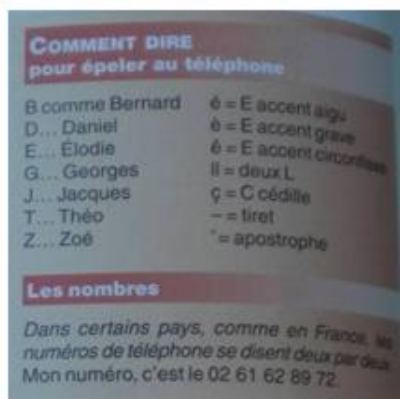 COMMENT DIRE
pour épeler au téléphone
B comme Bernard é = E accent aigu
D... Daniel è = E accent grave
E... Élodie ê = E accent circonflexe
G... Georges ll = deux L
J... Jacques ç = C cédille
T... Théo – = tiret
Z... Zoé ' = apostrophe
Les nombres
Dans certains pays, comme en France, les
numéros de téléphone se disent deux par deux.
Mon numéro, c'est le 02 61 62 89 72.